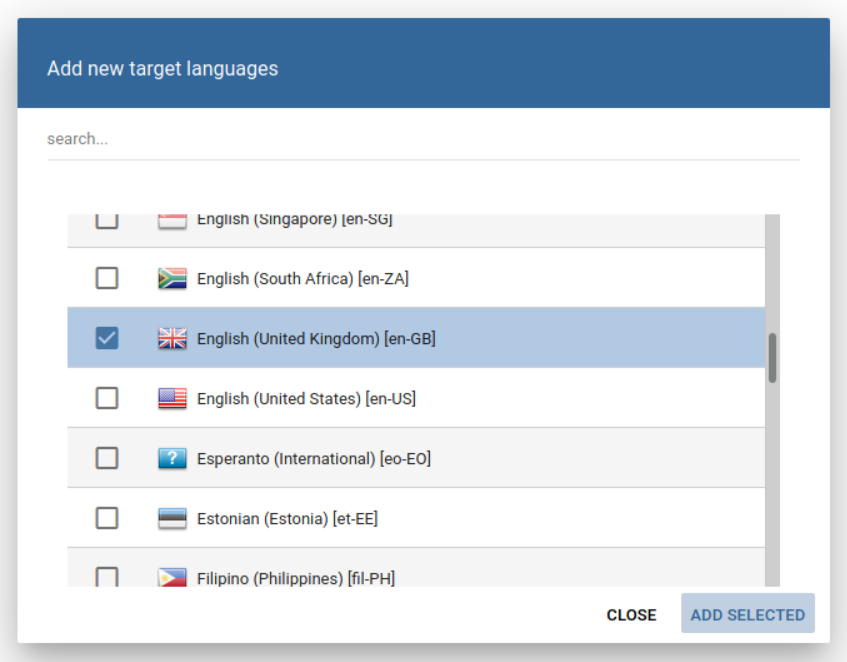 Add new target languages
search...
English (Singapore) [en-SG]
English (South Africa) [en-ZA]
English (United Kingdom) [en-GB]
English (United States) [en-US]
?
Esperanto (International) [eo-EO]
Estonian (Estonia) [et-EE]
Filipino (Philippines) [fil-PH]
CLOSE
ADD SELECTED